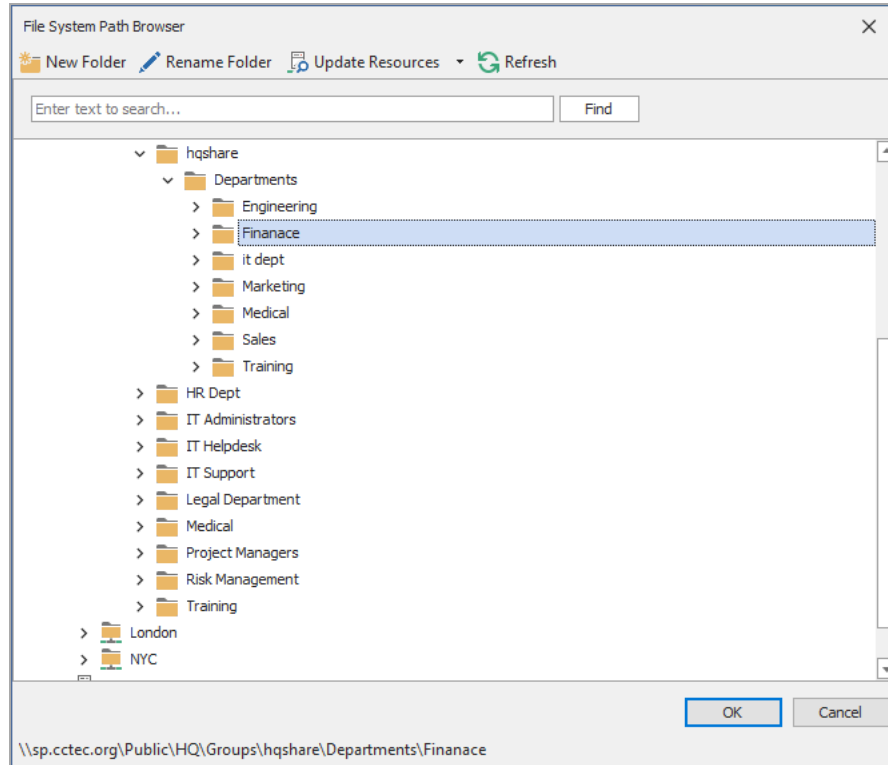 File System Path Browser
New Folder Rename Folder Update Resources Refresh
Enter text to search... Find
hqshare
Departments
Engineering
Finanace
it dept
Marketing
Medical
Sales
Training
HR Dept
IT Administrators
IT Helpdesk
IT Support
Legal Department
Medical
Project Managers
Risk Management
Training
London
NYC
OK Cancel
\\sp.cctec.org\Public\HQ\Groups\hqshare\Departments\Finanace